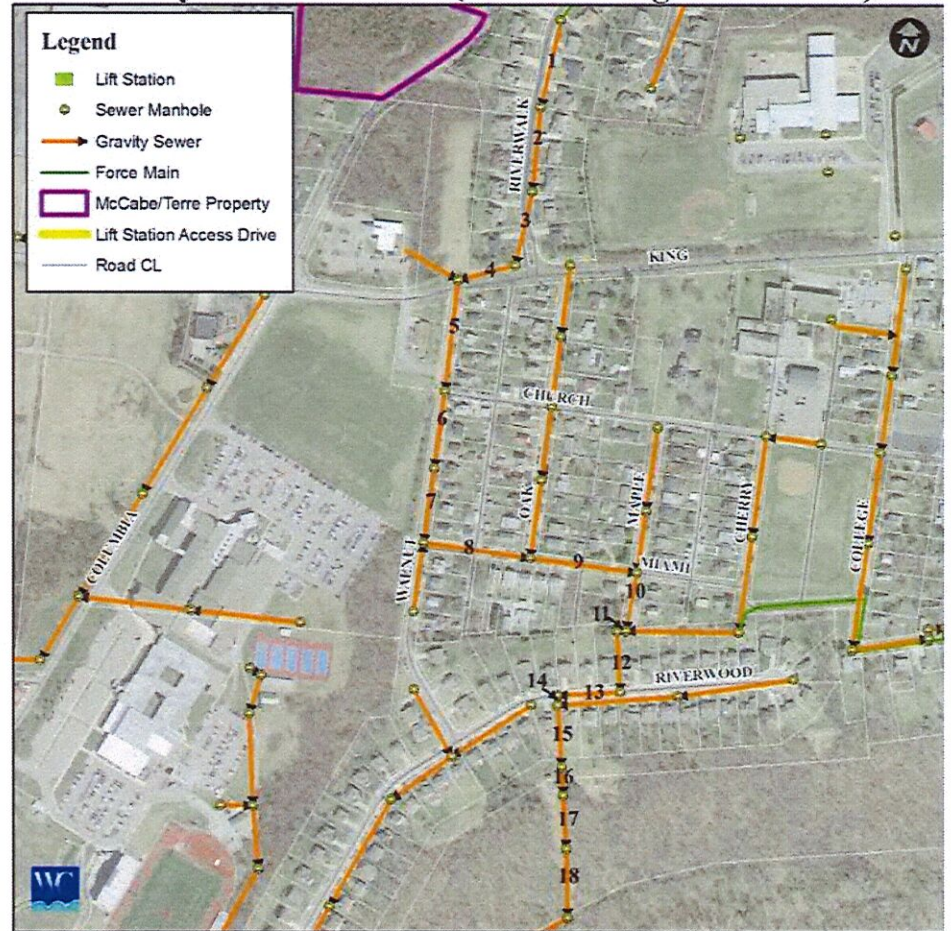 Legend
Lift Station
Sewer Manhole
Gravity Sewer
Force Main
McCabe/Terre Property
Lift Station Access Drive
Road CL
N
1
RIVERWALK
2
3
KING
4
5
CHURCH
6
OAK
MAPLE
CHERRY
COLLEGE
7
COLUMBIA
WALNUT
8
9
MIAMI
10
11
12
RIVERWOOD
14
13
15
16
17
18
WC